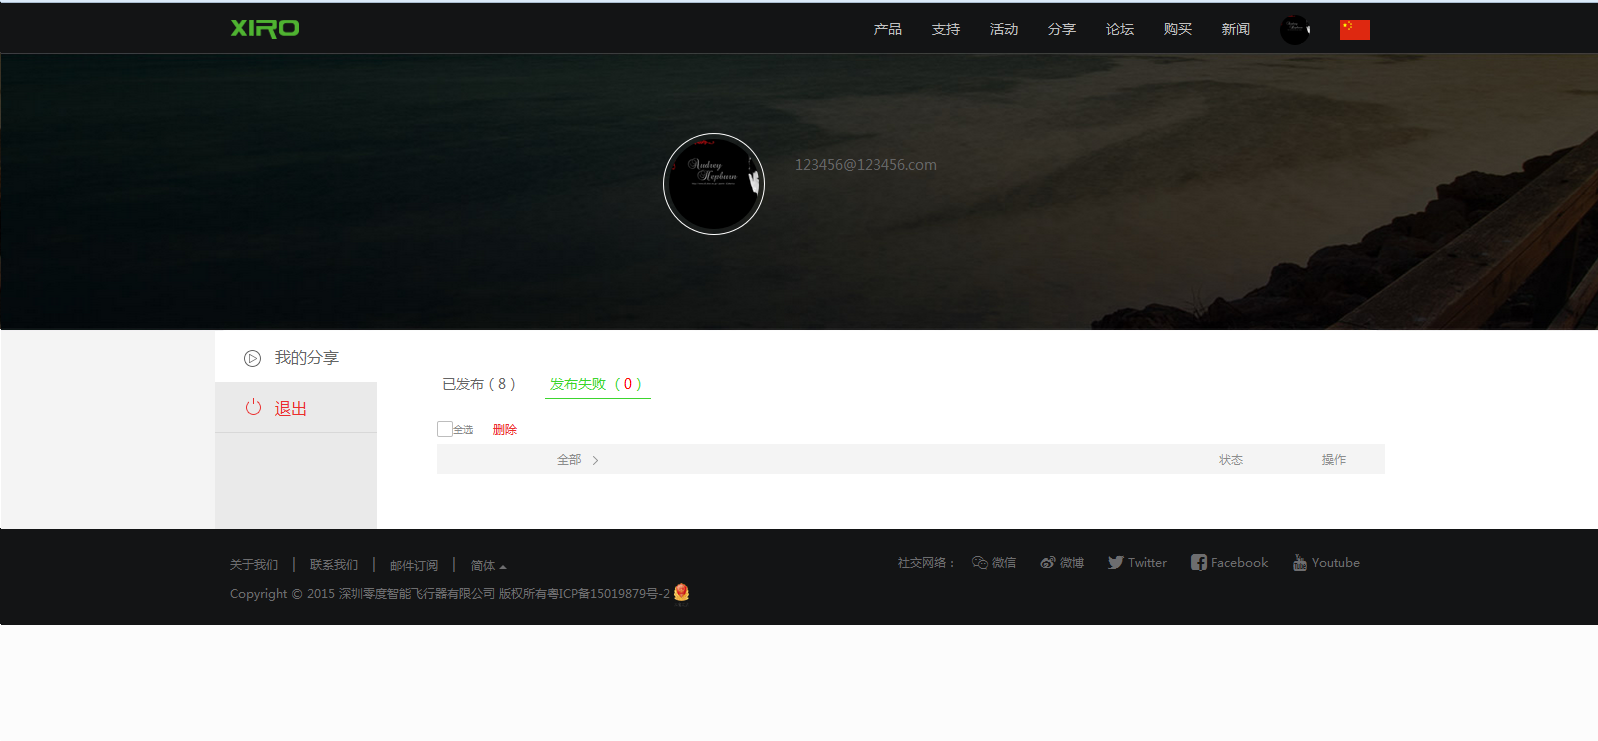 XIRO 产品 支持 活动 分享 论坛 购买 新闻
Audrey
Hepburn
123456@123456.com
我的分享
退出
已发布 ( 8 ) 发布失败 ( 0 )
全选 删除
全部 > 状态 操作
关于我们 | 联系我们 | 邮件订阅 | 简体
社交网络： 微信 微博 Twitter Facebook Youtube
Copyright © 2015 深圳零度智能飞行器有限公司 版权所有粤ICP备15019879号-2